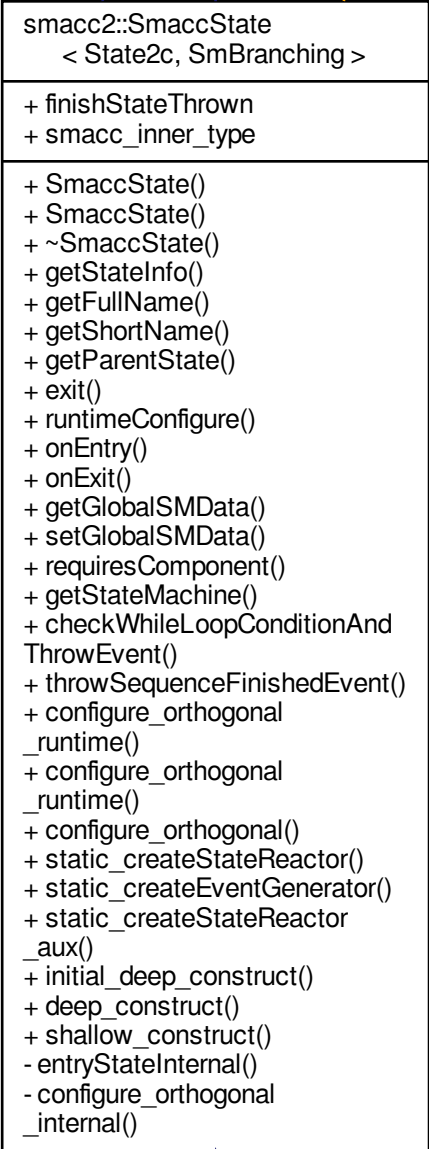 smacc2::SmaccState
< State2c, SmBranching >
+ finishStateThrown
+ smacc_inner_type
+ SmaccState()
+ SmaccState()
+ ~SmaccState()
+ getStateInfo()
+ getFullName()
+ getShortName()
+ getParentState()
+ exit()
+ runtimeConfigure()
+ onEntry()
+ onExit()
+ getGlobalSMData()
+ setGlobalSMData()
+ requiresComponent()
+ getStateMachine()
+ checkWhileLoopConditionAnd
ThrowEvent()
+ throwSequenceFinishedEvent()
+ configure_orthogonal
_runtime()
+ configure_orthogonal
_runtime()
+ configure_orthogonal()
+ static_createStateReactor()
+ static_createEventGenerator()
+ static_createStateReactor
_aux()
+ initial_deep_construct()
+ deep_construct()
+ shallow_construct()
- entryStateInternal()
- configure_orthogonal
_internal()